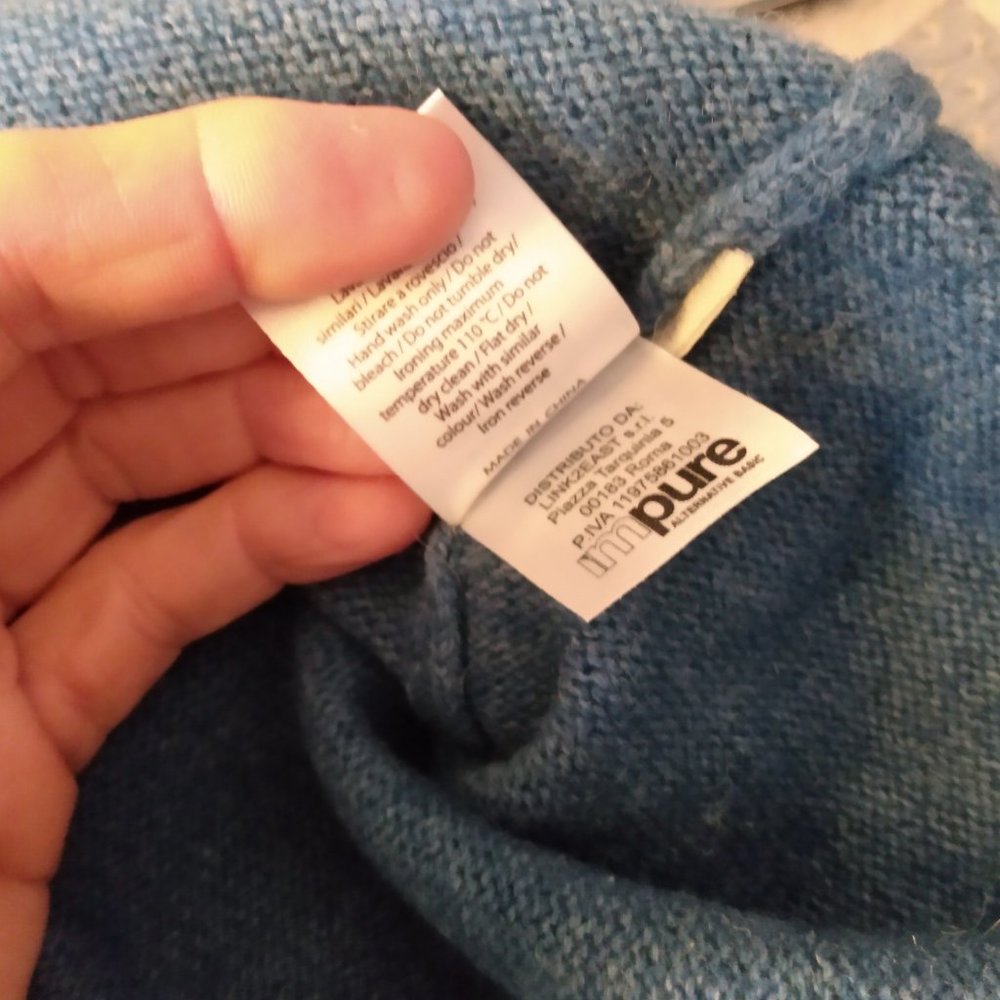 similari/Lavare
Stirare a rovescio/
Hand wash only/Do not
bleach/Do not tumble dry/
Ironing maximum
temperature 110°C/Do not
dry clean/Flat dry/
Wash with similar
colour/Wash reverse/
Iron reverse
MADE IN CHINA
DISTRIBUTO DA:
LINK2EAST s.r.l.
Piazza Tarquinia 5
00183 Roma
P.IVA 11975861003
impure
ALTERNATIVE BASIC